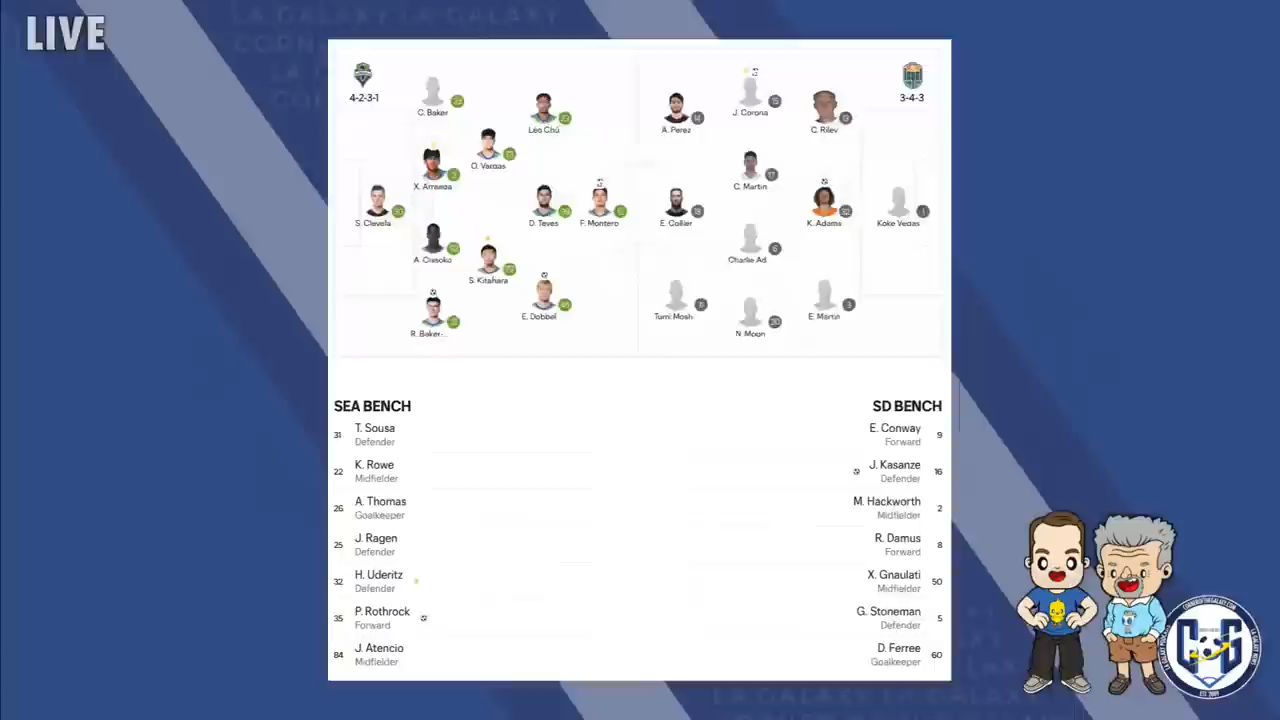 LIVE
4-2-3-1
3-4-3
C. Baker
Léo Chú
O. Vargas
X. Arreaga
S. Clevela
D. Teves
F. Montero
A. Cissoko
S. Kitahara
E. Dobbel
R. Baker-...
A. Perez
J. Corona
C. Riley
C. Martin
E. Collier
K. Adams
Koke Vegas
Charlie Ad
Tumi Mosh
N. Moon
E. Martin
SEA BENCH
31 T. Sousa
Defender
22 K. Rowe
Midfielder
26 A. Thomas
Goalkeeper
25 J. Ragen
Defender
32 H. Uderitz
Defender
35 P. Rothrock
Forward
84 J. Atencio
Midfielder
SD BENCH
E. Conway 9
Forward
J. Kasanze 16
Defender
M. Hackworth 2
Midfielder
R. Damus 8
Forward
X. Gnaulati 50
Midfielder
G. Stoneman 5
Defender
D. Ferree 60
Goalkeeper